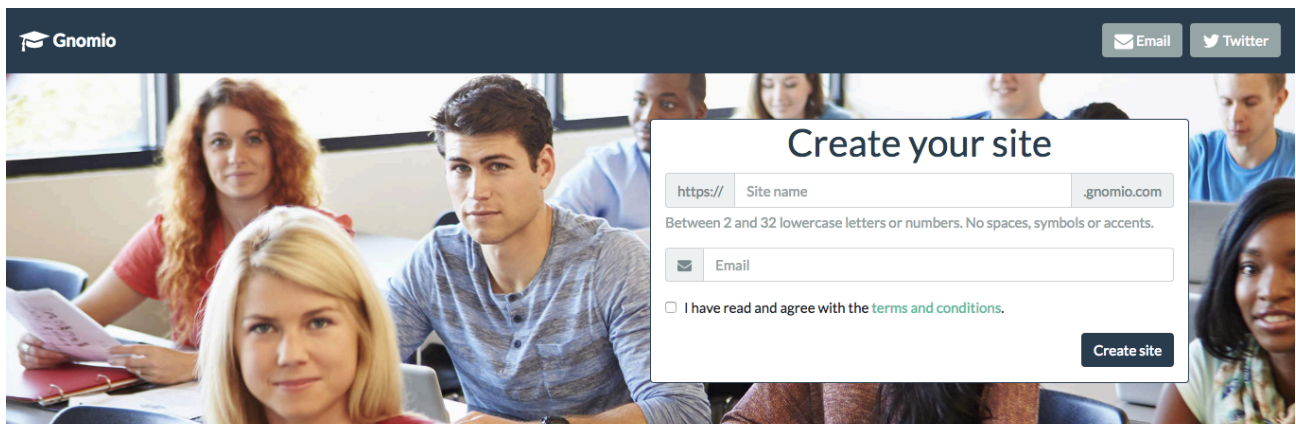 Gnomio
Email
Twitter
Create your site
https:// Site name .gnomio.com
Between 2 and 32 lowercase letters or numbers. No spaces, symbols or accents.
Email
I have read and agree with the terms and conditions.
Create site